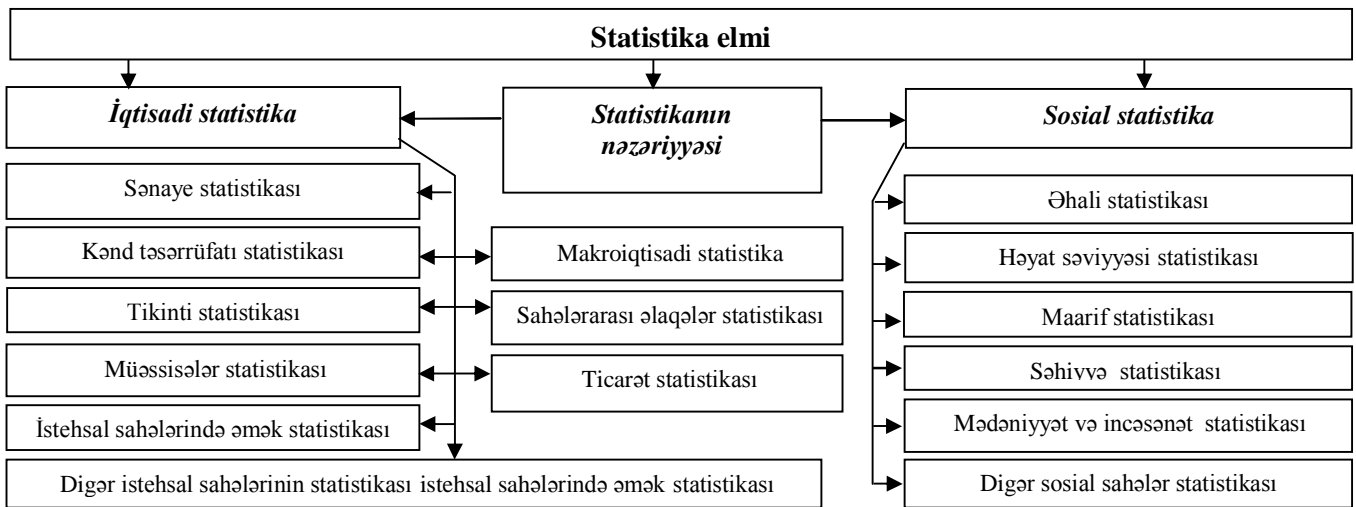 Statistika elmi
İqtisadi statistika
Statistikanın
nəzəriyyəsi
Sosial statistika
Sənaye statistikası
Kənd təsərrüfatı statistikası
Tikinti statistikası
Müəssisələr statistikası
İstehsal sahələrində əmək statistikası
Makroiqtisadi statistika
Sahələrarası əlaqələr statistikası
Ticarət statistikası
Digər istehsal sahələrinin statistikası istehsal sahələrində əmək statistikası
Əhali statistikası
Həyat səviyyəsi statistikası
Maarif statistikası
Səhivvə statistikası
Mədəniyyət və incəsənət statistikası
Digər sosial sahələr statistikası